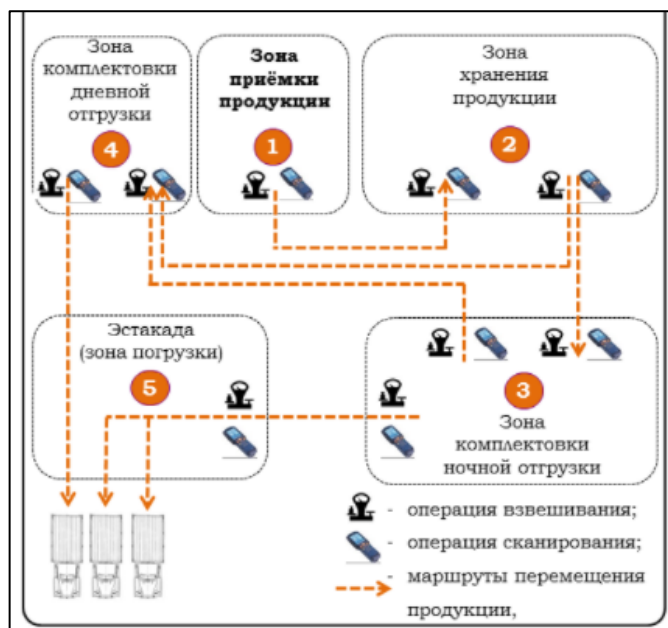 Зона
комплектовки
дневной
отгрузки
4
Зона
приёмки
продукции
1
Зона
хранения
продукции
2
Эстакада
(зона погрузки)
5
3
Зона
комплектовки
ночной отгрузки
- операция взвешивания;
- операция сканирования;
- маршруты перемещения
продукции,